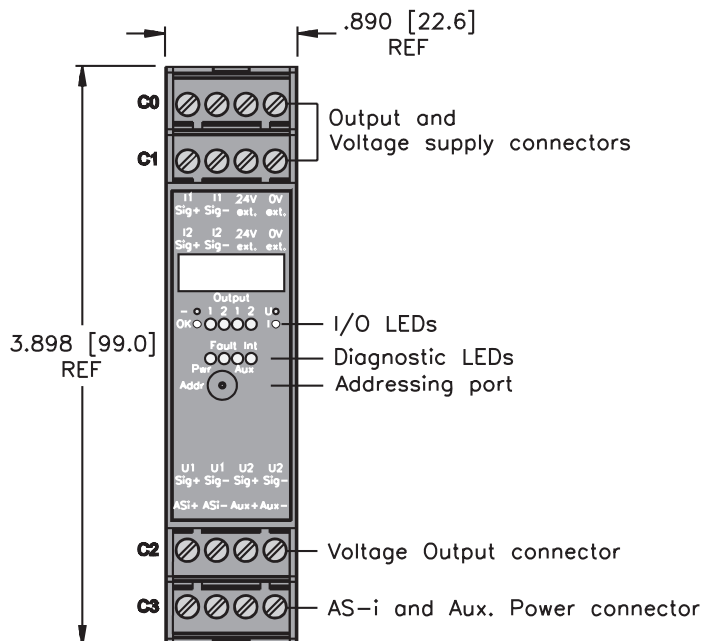 .890 [22.6]
REF
C0
Output and
Voltage supply connectors
C1
I1 I1 24V 0V
Sig+ Sig- ext. ext.
I2 I2 24V 0V
Sig+ Sig- ext. ext.
Output
- 1 2 1 2 U
OK I
I/O LEDs
3.898 [99.0]
REF
Fault Int
Diagnostic LEDs
Pwr Aux
Addr
Addressing port
U1 U1 U2 U2
Sig+ Sig- Sig+ Sig-
ASi+ ASi- Aux+ Aux-
C2
Voltage Output connector
C3
AS-i and Aux. Power connector